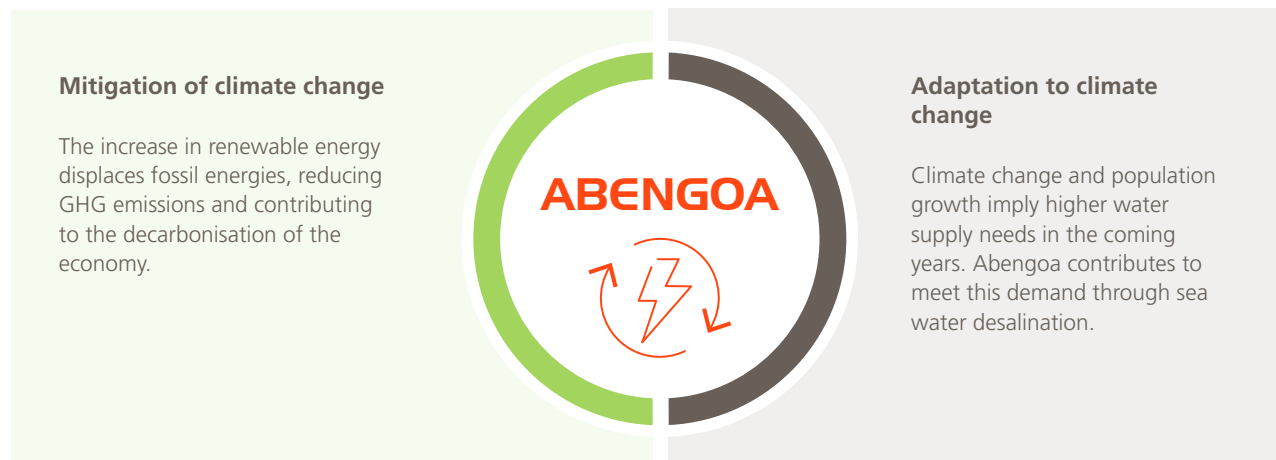 Mitigation of climate change
The increase in renewable energy
displaces fossil energies, reducing
GHG emissions and contributing
to the decarbonisation of the
economy.
ABENGOA
Adaptation to climate
change
Climate change and population
growth imply higher water
supply needs in the coming
years. Abengoa contributes to
meet this demand through sea
water desalination.